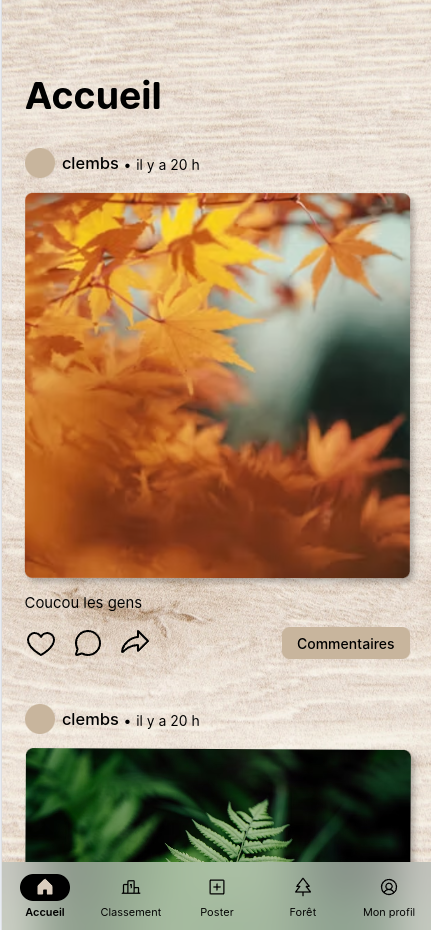 Accueil
clembs • il y a 20 h
Coucou les gens
Commentaires
clembs • il y a 20 h
Accueil
Classement
Poster
Forêt
Mon profil